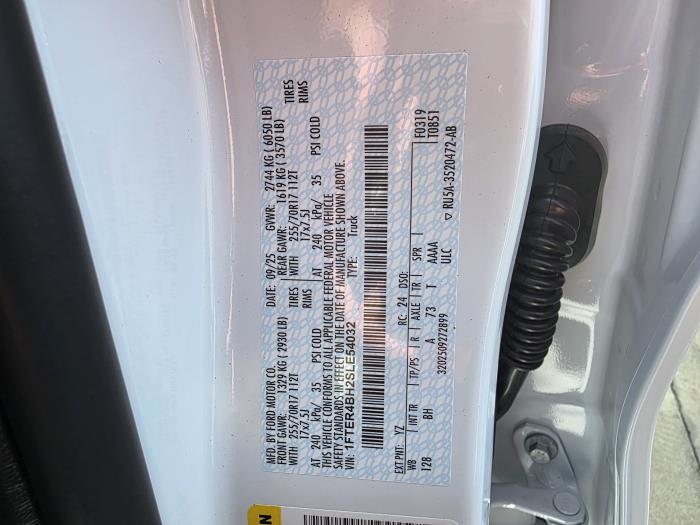 MFD. BY FORD MOTOR CO.
DATE: 09/25 GVWR: 2744 KG ( 6050 LB)
FRONT GAWR: 1329 KG ( 2930 LB) REAR GAWR: 1619 KG ( 3570 LB)
WITH 255/70R17 112T TIRES WITH 255/70R17 112T TIRES
17x7.5J RIMS 17x7.5J RIMS
AT 240 kPa/ 35 PSI COLD AT 240 kPa/ 35 PSI COLD
THIS VEHICLE CONFORMS TO ALL APPLICABLE FEDERAL MOTOR VEHICLE
SAFETY STANDARDS IN EFFECT ON THE DATE OF MANUFACTURE SHOWN ABOVE.
VIN: 1FTER4BH2SLE54032 TYPE: Truck
F0319
T0851
EXT PNT: YZ RC: 24 DSO:
WB INT TR TP/PS R AXLE TR SPR
128 BH A 73 T AAAA
3202509272899 ULC
▽ RU5A-3520472-AB